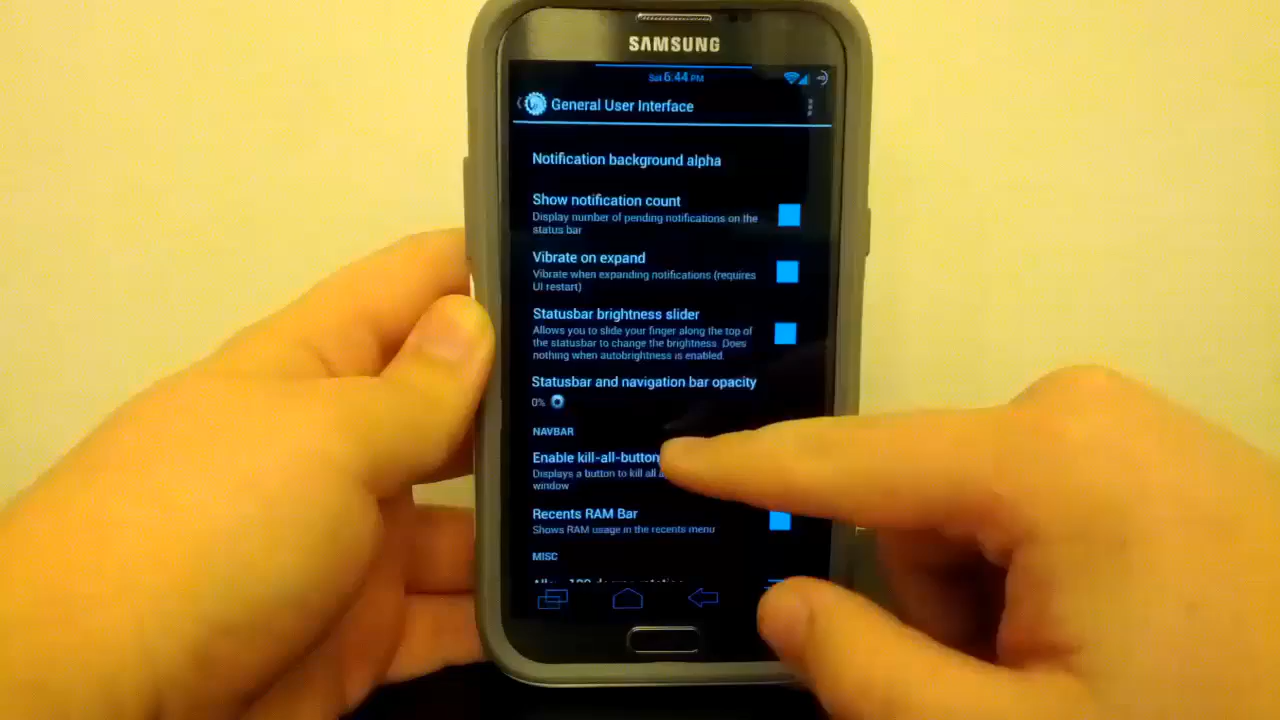 SAMSUNG
Sat 6:44 PM
General User Interface
Notification background alpha
Show notification count
Display number of pending notifications on the
status bar
Vibrate on expand
Vibrate when expanding notifications (requires
UI restart)
Statusbar brightness slider
Allows you to slide your finger along the top of
the statusbar to change the brightness. Does
nothing when autobrightness is enabled.
Statusbar and navigation bar opacity
0%
NAVBAR
Enable kill-all-button
Displays a button to kill all
window
Recents RAM Bar
Shows RAM usage in the recents menu
MISC